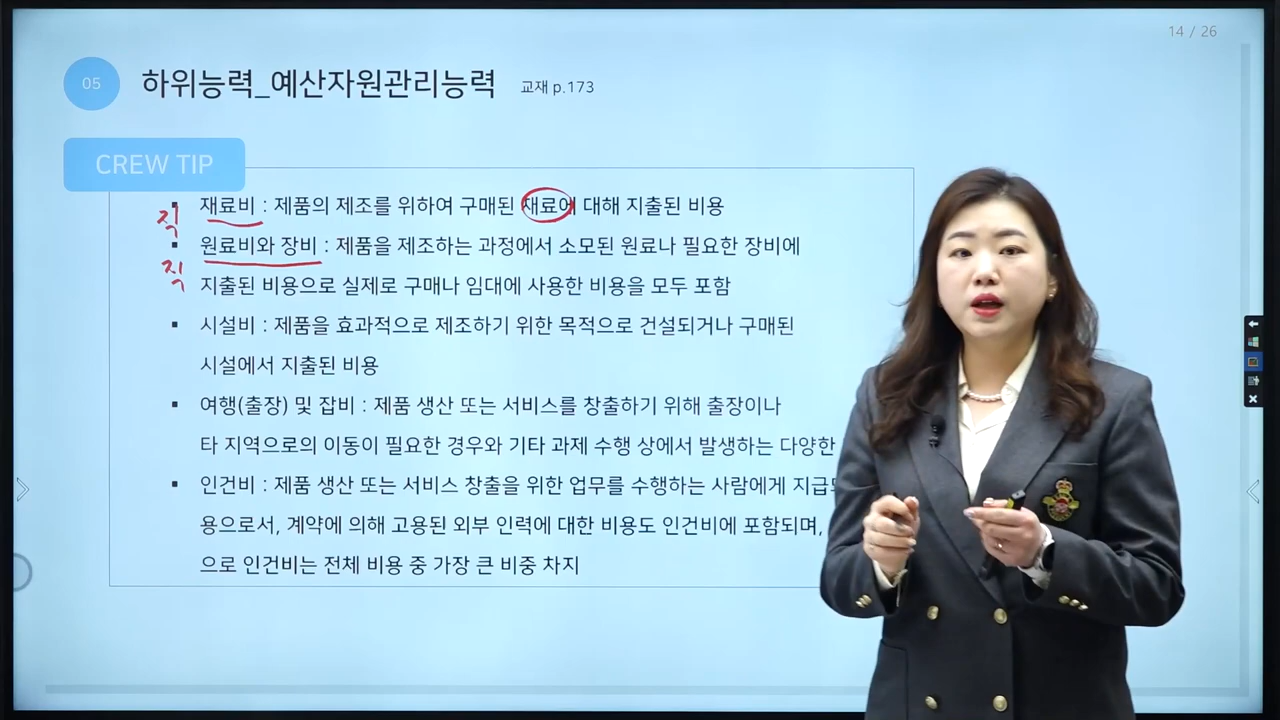 14 / 26
05 하위능력_예산자원관리능력 교재 p.173
CREW TIP
직 ▪ 재료비 : 제품의 제조를 위하여 구매된 재료에 대해 지출된 비용
직 ▪ 원료비와 장비 : 제품을 제조하는 과정에서 소모된 원료나 필요한 장비에
지출된 비용으로 실제로 구매나 임대에 사용한 비용을 모두 포함
▪ 시설비 : 제품을 효과적으로 제조하기 위한 목적으로 건설되거나 구매된
시설에서 지출된 비용
▪ 여행(출장) 및 잡비 : 제품 생산 또는 서비스를 창출하기 위해 출장이나
타 지역으로의 이동이 필요한 경우와 기타 과제 수행 상에서 발생하는 다양한
▪ 인건비 : 제품 생산 또는 서비스 창출을 위한 업무를 수행하는 사람에게
용으로서, 계약에 의해 고용된 외부 인력에 대한 비용도 인건비에 포함되며,
으로 인건비는 전체 비용 중 가장 큰 비중 차지